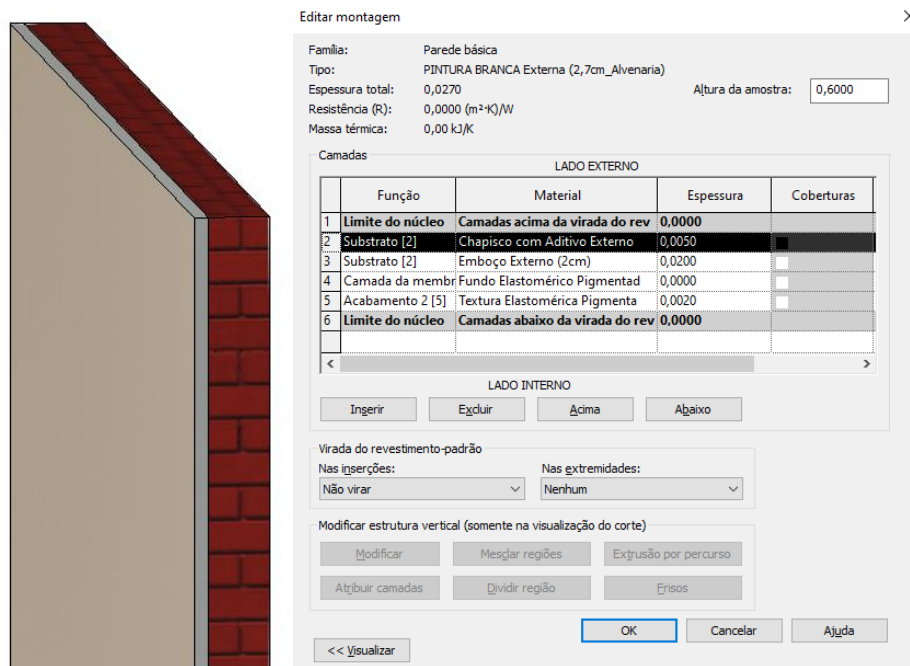 Editar montagem
Família: Parede básica
Tipo: PINTURA BRANCA Externa (2,7cm_Alvenaria)
Espessura total: 0,0270 Altura da amostra: 0,6000
Resistência (R): 0,0000 (m²·K)/W
Massa térmica: 0,00 kJ/K
Camadas
LADO EXTERNO
Função Material Espessura Coberturas
1 Limite do núcleo Camadas acima da virada do rev 0,0000
2 Substrato [2] Chapisco com Aditivo Externo 0,0050
3 Substrato [2] Emboço Externo (2cm) 0,0200
4 Camada da membr Fundo Elastomérico Pigmentad 0,0000
5 Acabamento 2 [5] Textura Elastomérica Pigmenta 0,0020
6 Limite do núcleo Camadas abaixo da virada do rev 0,0000
LADO INTERNO
Inserir Excluir Acima Abaixo
Virada do revestimento-padrão
Nas inserções: Nas extremidades:
Não virar Nenhum
Modificar estrutura vertical (somente na visualização do corte)
Modificar Mesclar regiões Extrusão por percurso
Atribuir camadas Dividir região Frisos
OK Cancelar Ajuda
<< Visualizar